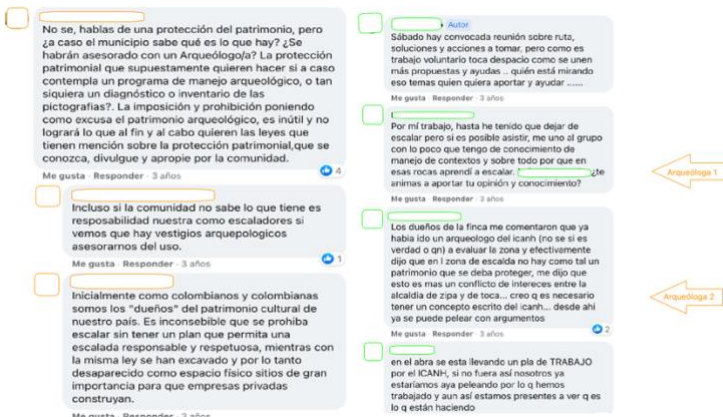 No se, hablas de una protección del patrimonio, pero
¿a caso el municipio sabe qué es lo que hay? ¿Se
habrán asesorado con un Arqueólogo/a? La protección
patrimonial que supuestamente quieren hacer si a caso
contempla un programa de manejo arqueológico, o tan
siquiera un diagnóstico o inventario de las
pictografias?. La imposición y prohibición poniendo
como excusa el patrimonio arqueológico, es inútil y no
logrará lo que al fin y al cabo quieren las leyes que
tienen mención sobre la protección patrimonial,que se
conozca, divulgue y apropie por la comunidad.
Me gusta · Responder · 3 años
4
Incluso si la comunidad no sabe lo que tiene es
resposabilidad nuestra como escaladores si
vemos que hay vestigios arquepologicos
asesorarnos del uso.
Me gusta · Responder · 3 años
1
Inicialmente como colombianos y colombianas
somos los "dueños" del patrimonio cultural de
nuestro país. Es inconsebible que se prohiba
escalar sin tener un plan que permita una
escalada responsable y respetuosa, mientras con
la misma ley se han excavado y por lo tanto
desaparecido como espacio físico sitios de gran
importancia para que empresas privadas
construyan.
Me gusta · Responder · 3 años
Autor
Sábado hay convocada reunión sobre ruta,
soluciones y acciones a tomar, pero como es
trabajo voluntario toca despacio como se unen
más propuestas y ayudas .. quién está mirando
eso temas quien quiera aportar y ayudar ......
Me gusta · Responder · 3 años
Por mí trabajo, hasta he tenido que dejar de
escalar pero si es posible asistir, me uno al grupo
con lo poco que tengo de conocimiento de
manejo de contextos y sobre todo por que en
esas rocas aprendí a escalar. ¿te
animas a aportar tu opinión y conocimiento?
Me gusta · Responder · 3 años
Arqueóloga 1
Los dueños de la finca me comentaron que ya
habia ido un arqueologo del icanh (no se si es
verdad o qn) a evaluar la zona y efectivamente
dijo que en l zona de escalda no hay como tal un
patrimonio que se deba proteger, me dijo que
esto es mas un conflicto de intereces entre la
alcaldia de zipa y de toca... creo q es necesario
tener un concepto escrito del icanh... desde ahi
ya se puede pelear con argumentos
Me gusta · Responder · 3 años
2
Arqueóloga 2
en el abra se esta llevando un pla de TRABAJO
por el ICANH, si no fuera así nosotros ya
estaríamos aya peleando por lo q hemos
trabajado y aun así estamos presentes a ver q es
lo q están haciendo